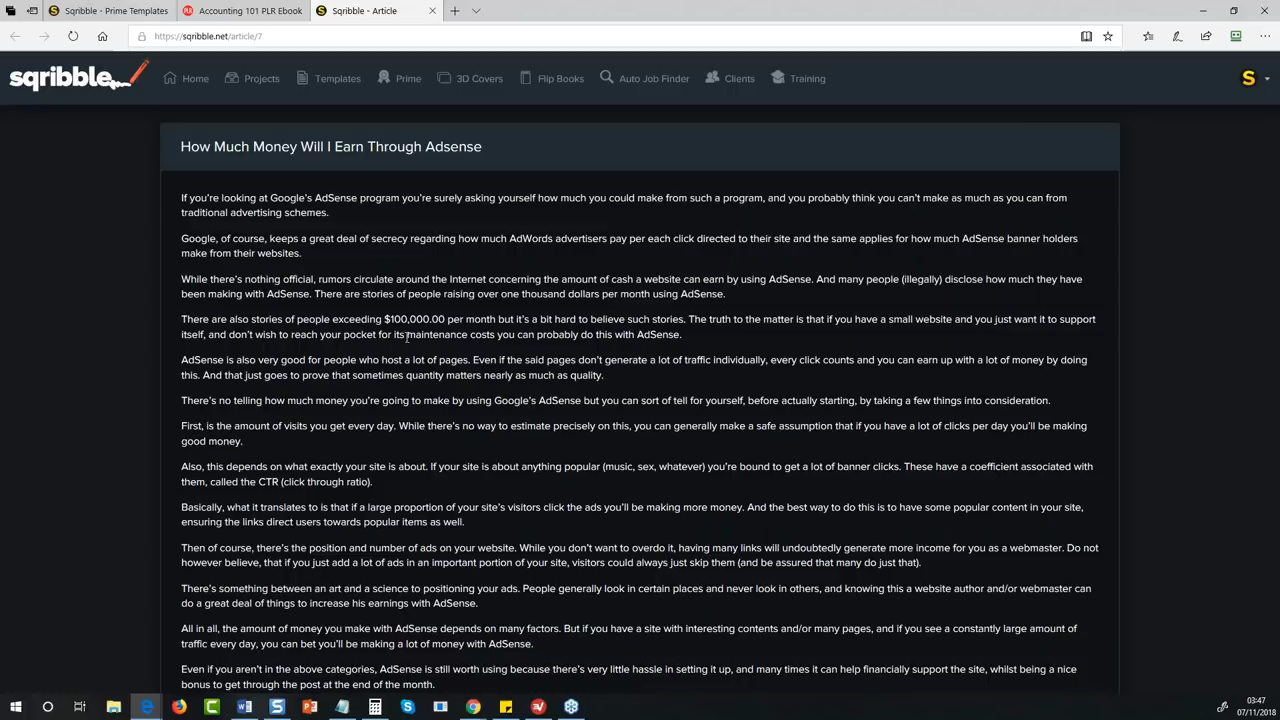 Sqribble - Prime Templates
Accounting 101 PLR Ebook
Sqribble - Article
https://sqribble.net/article/7
sqribble
Home
Projects
Templates
Prime
3D Covers
Flip Books
Auto Job Finder
Clients
Training
S
How Much Money Will I Earn Through Adsense
If you're looking at Google's AdSense program you're surely asking yourself how much you could make from such a program, and you probably think you can't make as much as you can from
traditional advertising schemes.
Google, of course, keeps a great deal of secrecy regarding how much AdWords advertisers pay per each click directed to their site and the same applies for how much AdSense banner holders
make from their websites.
While there's nothing official, rumors circulate around the Internet concerning the amount of cash a website can earn by using AdSense. And many people (illegally) disclose how much they have
been making with AdSense. There are stories of people raising over one thousand dollars per month using AdSense.
There are also stories of people exceeding $100,000.00 per month but it's a bit hard to believe such stories. The truth to the matter is that if you have a small website and you just want it to support
itself, and don't wish to reach your pocket for its maintenance costs you can probably do this with AdSense.
AdSense is also very good for people who host a lot of pages. Even if the said pages don't generate a lot of traffic individually, every click counts and you can earn up with a lot of money by doing
this. And that just goes to prove that sometimes quantity matters nearly as much as quality.
There's no telling how much money you're going to make by using Google's AdSense but you can sort of tell for yourself, before actually starting, by taking a few things into consideration.
First, is the amount of visits you get every day. While there's no way to estimate precisely on this, you can generally make a safe assumption that if you have a lot of clicks per day you'll be making
good money.
Also, this depends on what exactly your site is about. If your site is about anything popular (music, sex, whatever) you're bound to get a lot of banner clicks. These have a coefficient associated with
them, called the CTR (click through ratio).
Basically, what it translates to is that if a large proportion of your site's visitors click the ads you'll be making more money. And the best way to do this is to have some popular content in your site,
ensuring the links direct users towards popular items as well.
Then of course, there's the position and number of ads on your website. While you don't want to overdo it, having many links will undoubtedly generate more income for you as a webmaster. Do not
however believe, that if you just add a lot of ads in an important portion of your site, visitors could always just skip them (and be assured that many do just that).
There's something between an art and a science to positioning your ads. People generally look in certain places and never look in others, and knowing this a website author and/or webmaster can
do a great deal of things to increase his earnings with AdSense.
All in all, the amount of money you make with AdSense depends on many factors. But if you have a site with interesting contents and/or many pages, and if you see a constantly large amount of
traffic every day, you can bet you'll be making a lot of money with AdSense.
Even if you aren't in the above categories, AdSense is still worth using because there's very little hassle in setting it up, and many times it can help financially support the site, whilst being a nice
bonus to get through the post at the end of the month.
03:47
07/11/2018